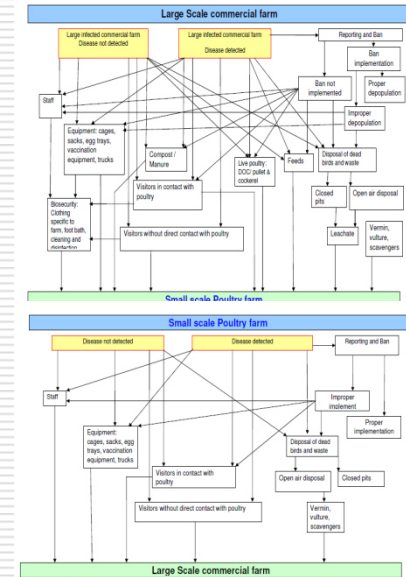 Large Scale commercial farm
Large infected commercial farm
Disease not detected
Large infected commercial farm
Disease detected
Reporting and Ban
Ban
implementation
Ban not
implemented
Proper
depopulation
Staff
Improper
depopulation
Equipment: cages,
sacks, egg trays,
vaccination
equipment, trucks
Compost /
Manure
Live poultry:
DOC/ pullet &
cockerel
Feeds
Disposal of dead
birds and waste
Visitors in contact with
poultry
Closed
pits
Open air disposal
Biosecurity:
Clothing
specific to
farm, foot bath,
cleaning and
disinfection
Visitors without direct contact with poultry
Leachate
Vermin,
vulture,
scavengers
Small scale Poultry farm
Small scale Poultry farm
Disease not detected
Disease detected
Reporting and Ban
Staff
Improper
implement
Proper
implementation
Equipment:
cages, sacks, egg
trays, vaccination
equipment, trucks
Disposal of dead
birds and waste
Visitors in contact with
poultry
Open air disposal
Closed pits
Visitors without direct contact with poultry
Vermin,
vulture,
scavengers
Large Scale commercial farm